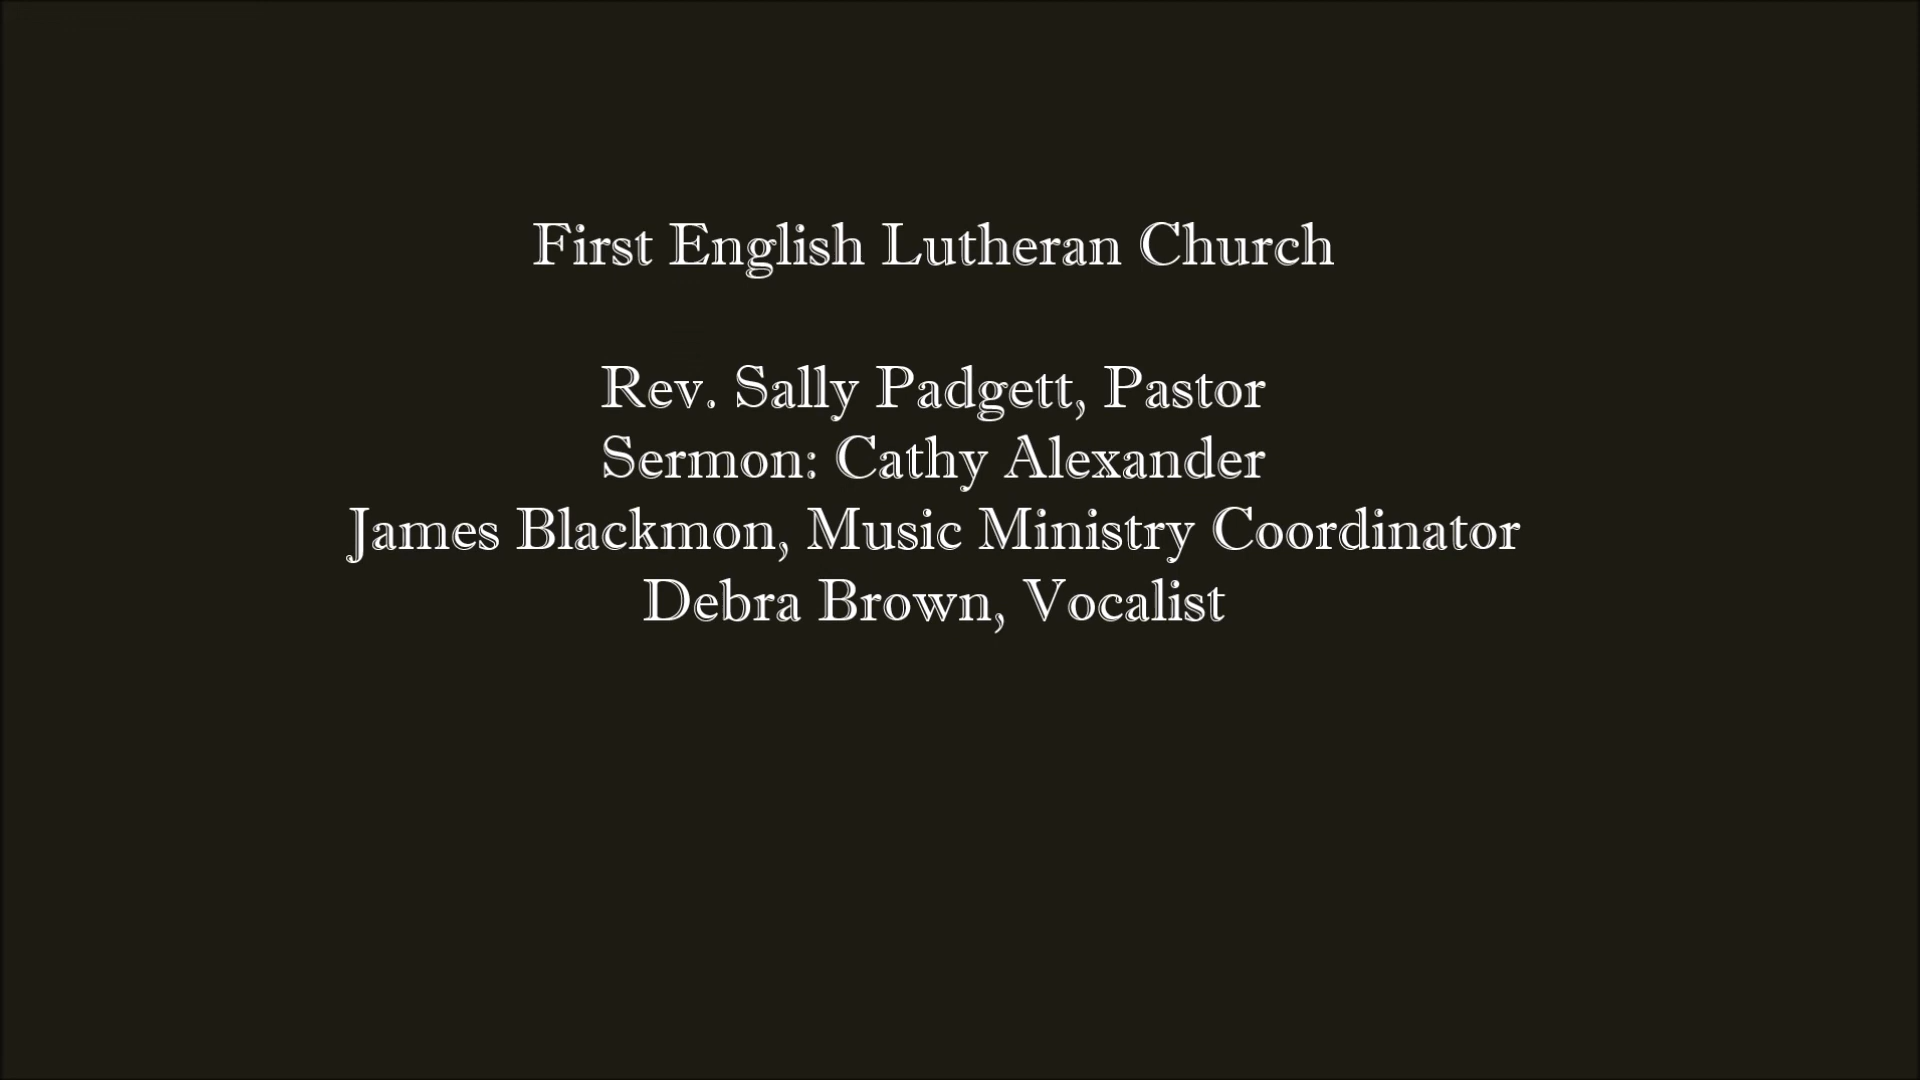 First English Lutheran Church
Rev. Sally Padgett, Pastor
Sermon: Cathy Alexander
James Blackmon, Music Ministry Coordinator
Debra Brown, Vocalist